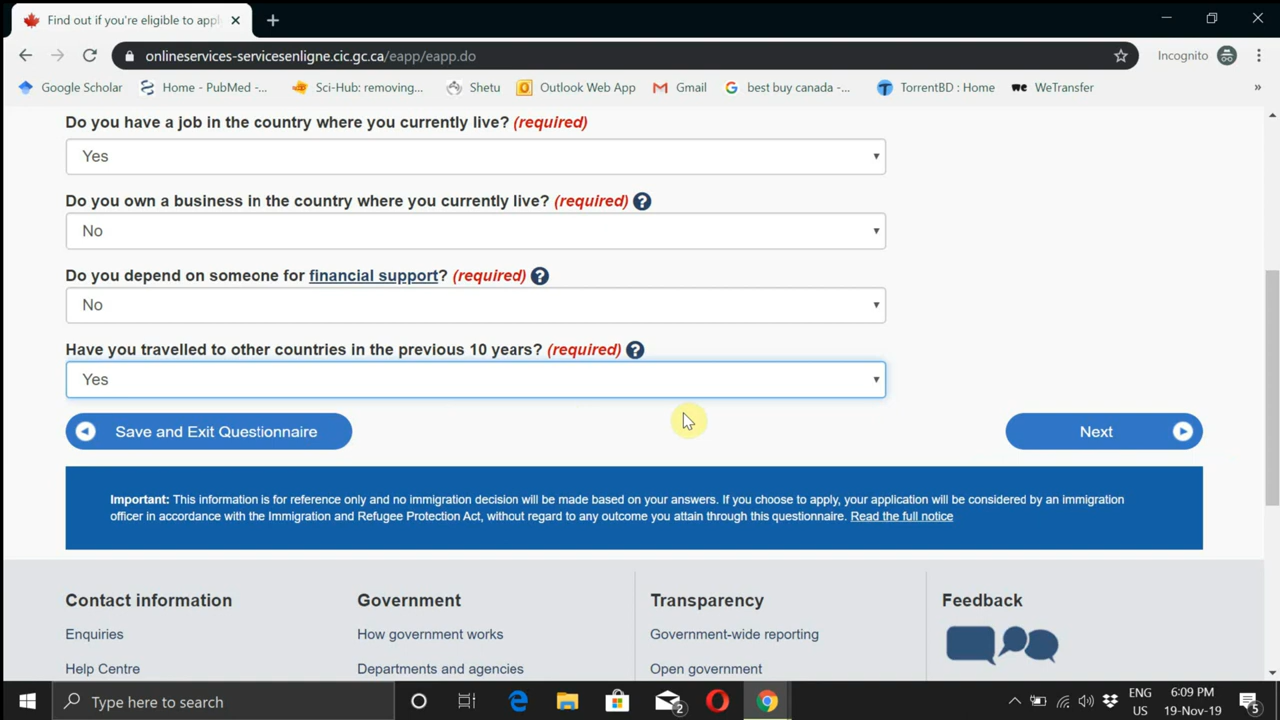 Find out if you're eligible to appl
onlineservices-servicesenligne.cic.gc.ca/eapp/eapp.do
Incognito
Google Scholar
Home - PubMed -...
Sci-Hub: removing...
Shetu
Outlook Web App
Gmail
best buy canada -...
TorrentBD : Home
WeTransfer
»
Do you have a job in the country where you currently live? (required)
Yes
Do you own a business in the country where you currently live? (required) ?
No
Do you depend on someone for financial support? (required) ?
No
Have you travelled to other countries in the previous 10 years? (required) ?
Yes
Save and Exit Questionnaire
Next
Important: This information is for reference only and no immigration decision will be made based on your answers. If you choose to apply, your application will be considered by an immigration
officer in accordance with the Immigration and Refugee Protection Act, without regard to any outcome you attain through this questionnaire. Read the full notice
Contact information
Government
Transparency
Feedback
Enquiries
How government works
Government-wide reporting
Help Centre
Departments and agencies
Open government
Type here to search
2
ENG
US
6:09 PM
19-Nov-19
5